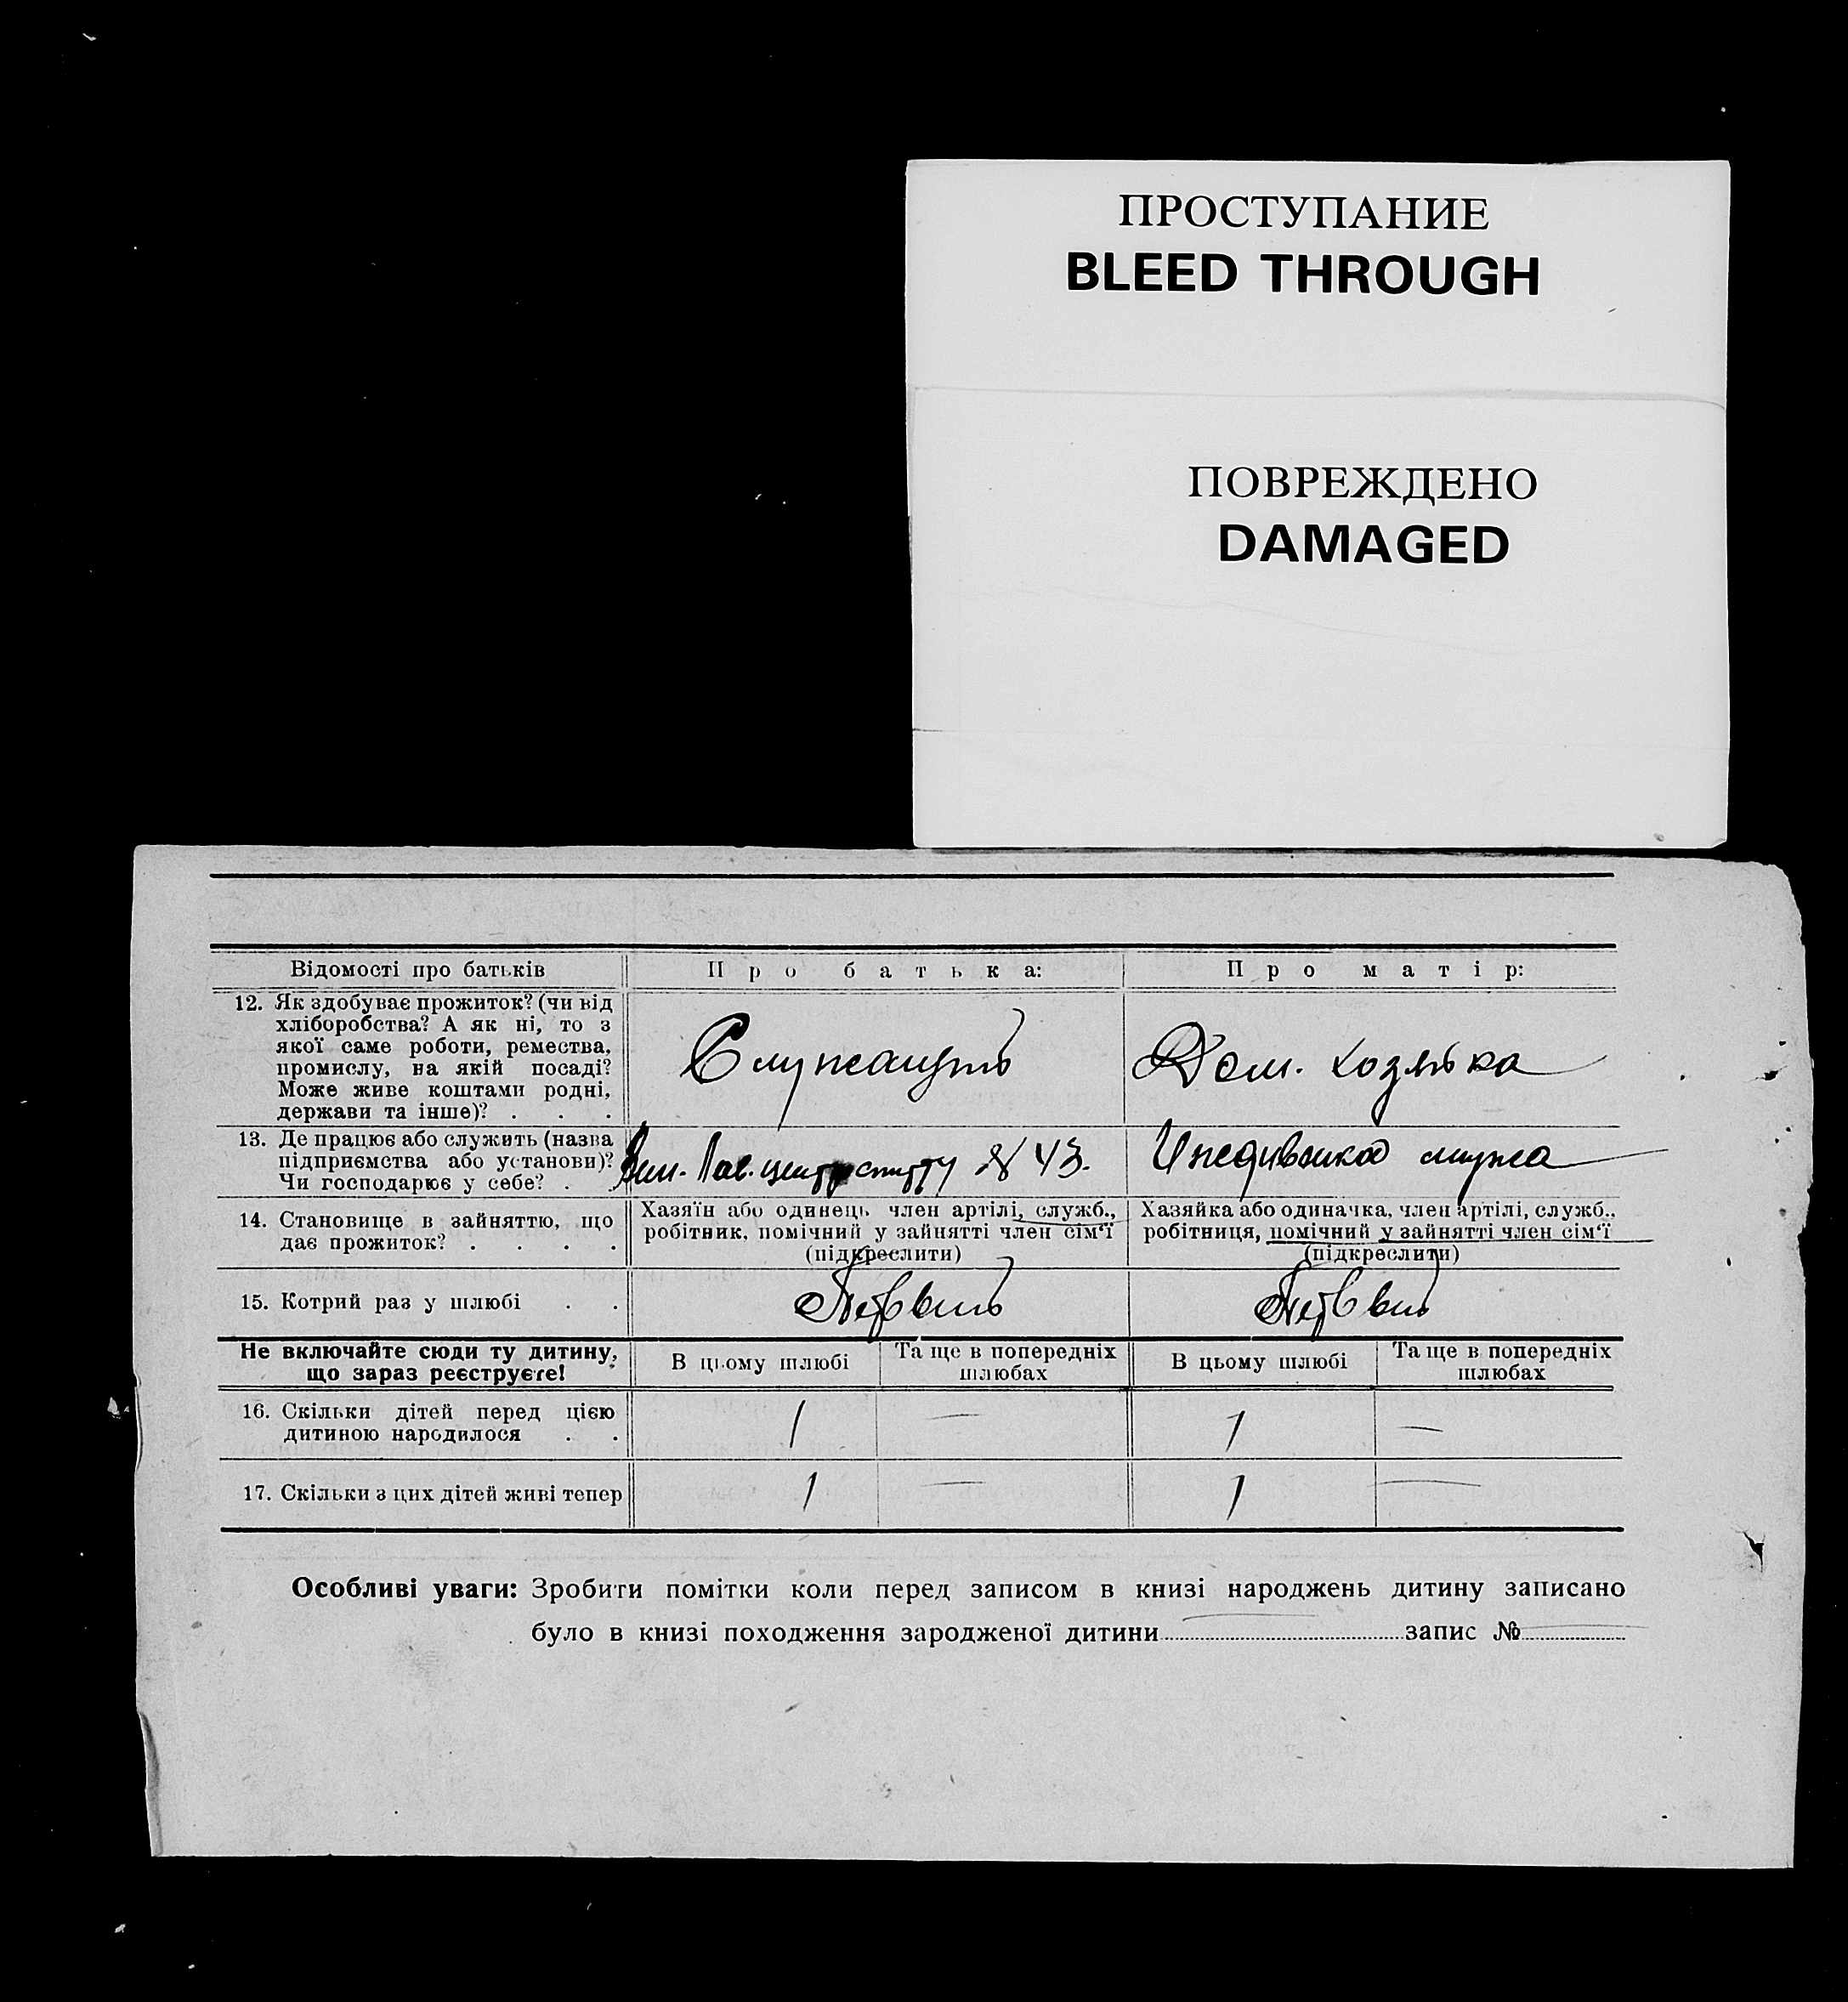 ПРОСТУПАНИЕ
BLEED THROUGH
ПОВРЕЖДЕНО
DAMAGED
Відомості про батьків
Про батька:
Про матір:
12. Як здобуває прожиток? (чи від
хліборобства? А як ні, то з
якої саме роботи, ремества,
промислу, на якій посаді?
Може живе коштами родні,
держави та інше)? . . .
Служащий
Дом. хозяйка
13. Де працює або служить (назва
підприємства або установи)?
Чи господарює у себе? . .
№ 43.
Иждивенка мужа
14. Становище в зайняттю, що
дає прожиток? . . . .
Хазяїн або одинець член артілі, служб.,
робітник, помічний у зайнятті член сім'ї
(підкреслити)
Хазяйка або одиначка, член артілі, служб.,
робітниця, помічний у зайнятті член сім'ї
(підкреслити)
15. Котрий раз у шлюбі . .
Первый
Первый
Не включайте сюди ту дитину,
що зараз реєструєте!
В цьому шлюбі
Та ще в попередніх
шлюбах
В цьому шлюбі
Та ще в попередніх
шлюбах
16. Скільки дітей перед цією
дитиною народилося . .
1 — 1 —
17. Скільки з цих дітей живі тепер
1 — 1 —
Особливі уваги: Зробити помітки коли перед записом в книзі народжень дитину записано
було в книзі походження зародженої дитини запис №